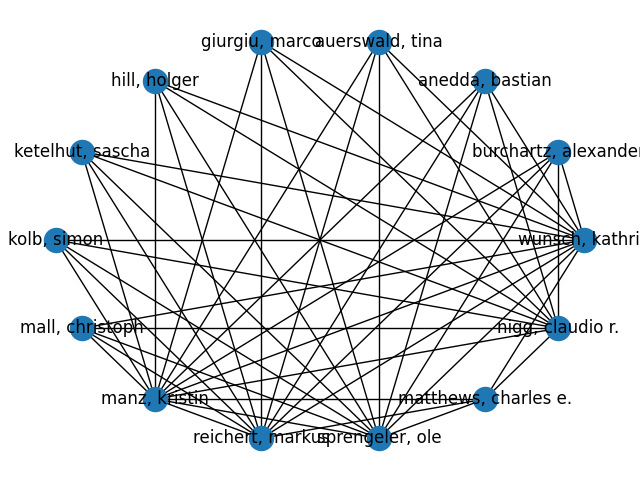 giurgiu, marco
auerswald, tina
hill, holger
anedda, bastian
ketelhut, sascha
burchartz, alexander
kolb, simon
wunsch, kathri
mall, christoph
nigg, claudio r.
manz, kristin
matthews, charles e.
reichert, markus
sprengeler, ole